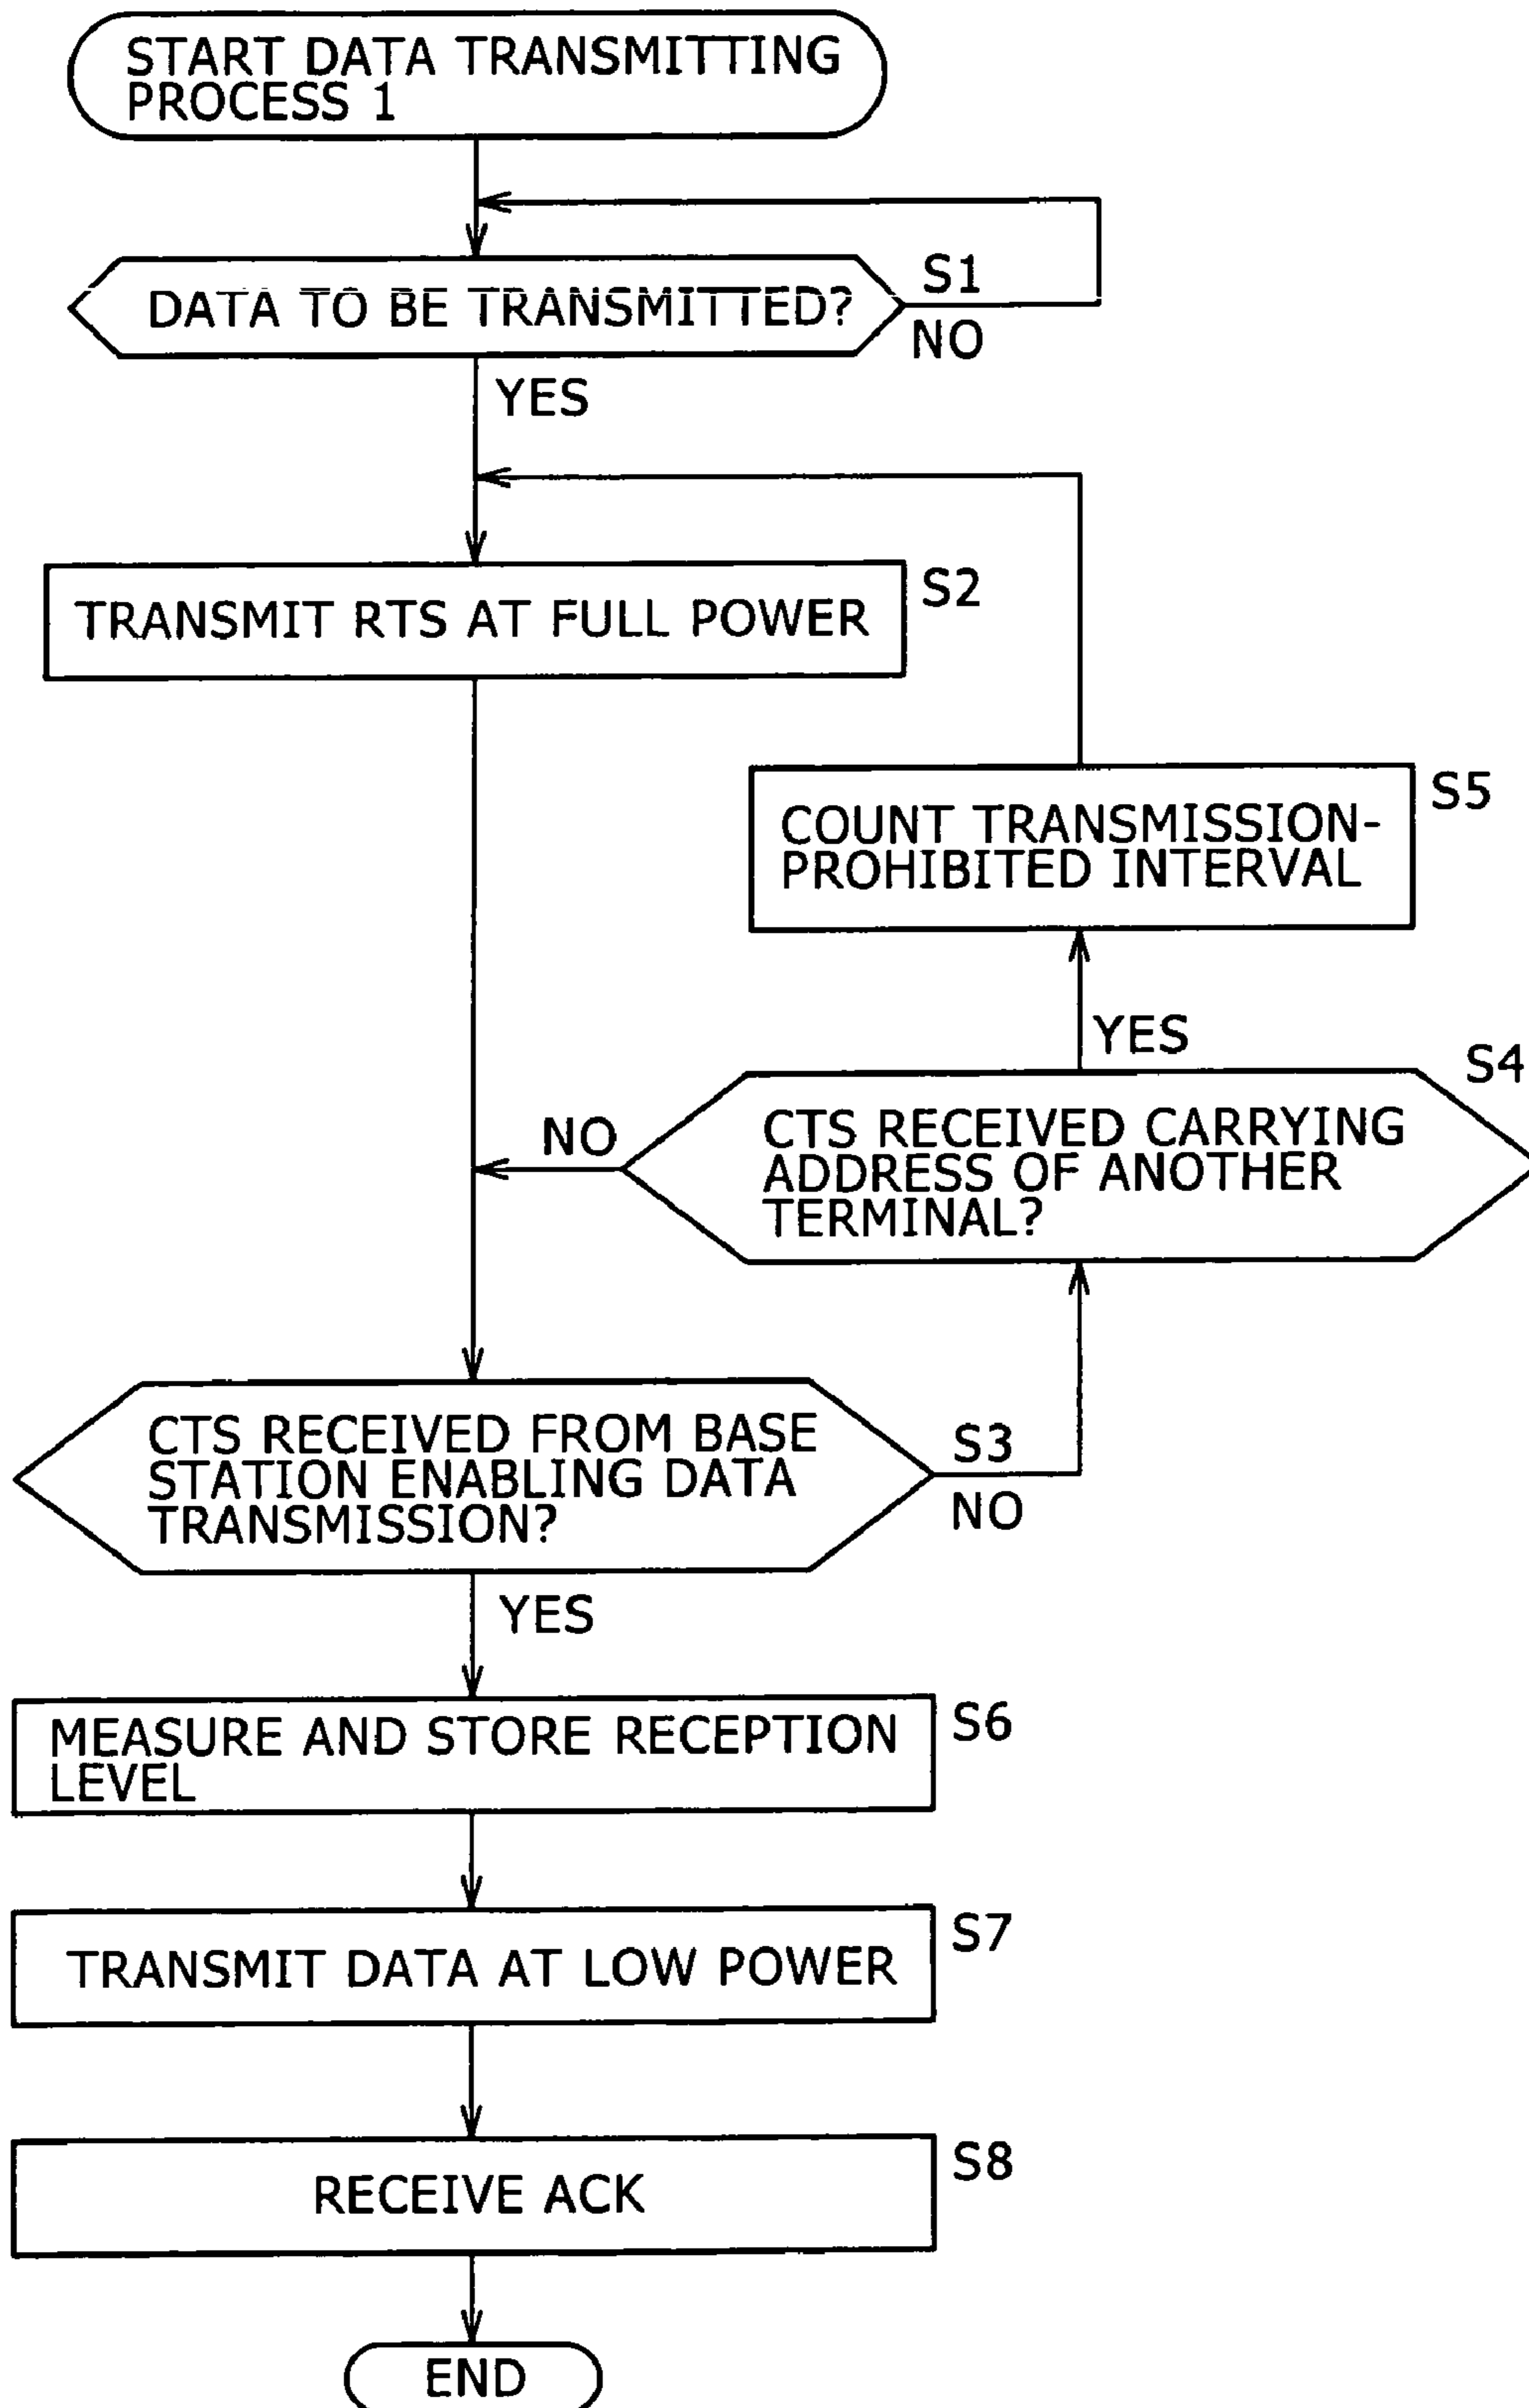 START DATA TRANSMITTING
PROCESS 1
S1
DATA TO BE TRANSMITTED?
NO
YES
S2
TRANSMIT RTS AT FULL POWER
S5
COUNT TRANSMISSION-
PROHIBITED INTERVAL
YES
S4
NO
CTS RECEIVED CARRYING
ADDRESS OF ANOTHER
TERMINAL?
CTS RECEIVED FROM BASE
STATION ENABLING DATA
TRANSMISSION?
S3
NO
YES
S6
MEASURE AND STORE RECEPTION
LEVEL
S7
TRANSMIT DATA AT LOW POWER
S8
RECEIVE ACK
END